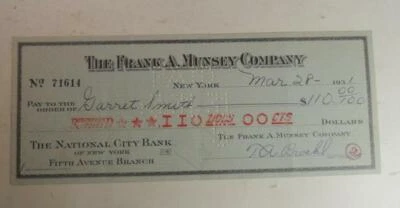 The Frank A. Munsey Company
No 71614
New York Mar 28- 1931
Pay to the
order of Garret Smith $110 00/100
★★★110 DOL'S 00 CTS Dollars
The National City Bank
of New York
Fifth Avenue Branch
The Frank A. Munsey Company